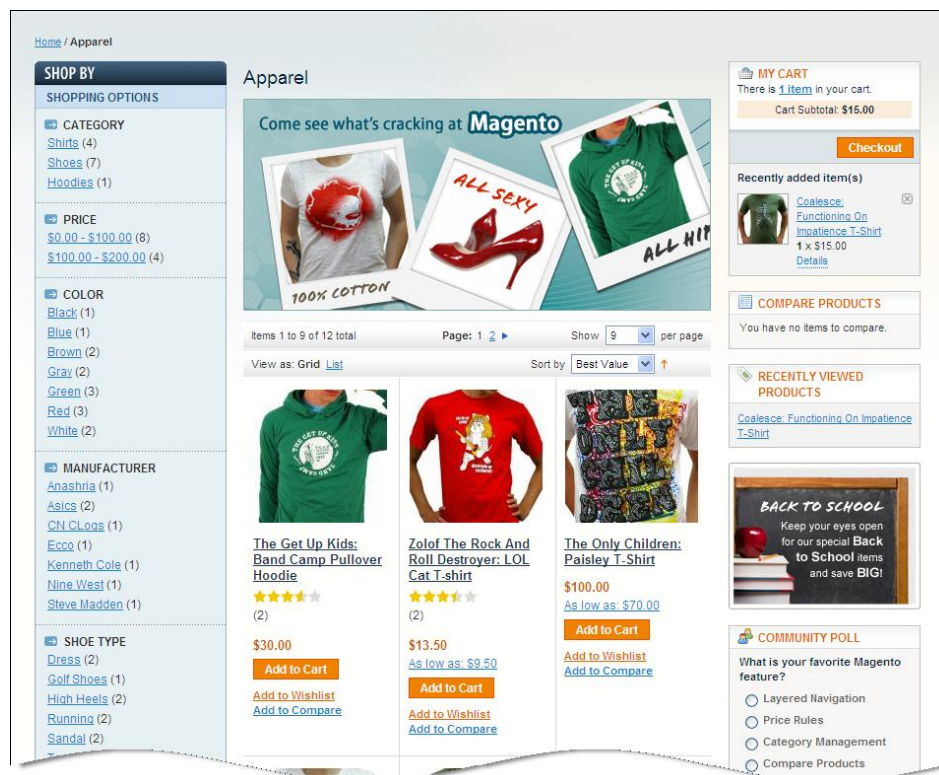 Home / Apparel
SHOP BY
SHOPPING OPTIONS
CATEGORY
Shirts (4)
Shoes (7)
Hoodies (1)
PRICE
$0.00 - $100.00 (8)
$100.00 - $200.00 (4)
COLOR
Black (1)
Blue (1)
Brown (2)
Gray (2)
Green (3)
Red (3)
White (2)
MANUFACTURER
Anashria (1)
Asics (2)
CN CLogs (1)
Ecco (1)
Kenneth Cole (1)
Nine West (1)
Steve Madden (1)
SHOE TYPE
Dress (2)
Golf Shoes (1)
High Heels (2)
Running (2)
Sandal (2)
Apparel
Come see what's cracking at Magento
100% COTTON
ALL SEXY
THE GET UP KIDS
BAND CAMP
ALL HIP
Items 1 to 9 of 12 total
Page: 1 2
Show 9 per page
View as: Grid List
Sort by Best Value
THE GET UP KIDS
BAND CAMP
The Get Up Kids:
Band Camp Pullover
Hoodie
(2)
$30.00
Add to Cart
Add to Wishlist
Add to Compare
Zolof The Rock And
Roll Destroyer: LOL
Cat T-shirt
(2)
$13.50
As low as: $9.50
Add to Cart
Add to Wishlist
Add to Compare
The Only Children:
Paisley T-Shirt
$100.00
As low as: $70.00
Add to Cart
Add to Wishlist
Add to Compare
MY CART
There is 1 item in your cart.
Cart Subtotal: $15.00
Checkout
Recently added item(s)
Coalesce:
Functioning On
Impatience T-Shirt
1 x $15.00
Details
COMPARE PRODUCTS
You have no items to compare.
RECENTLY VIEWED
PRODUCTS
Coalesce: Functioning On Impatience
T-Shirt
BACK TO SCHOOL
Keep your eyes open
for our special Back
to School items
and save BIG!
COMMUNITY POLL
What is your favorite Magento
feature?
Layered Navigation
Price Rules
Category Management
Compare Products